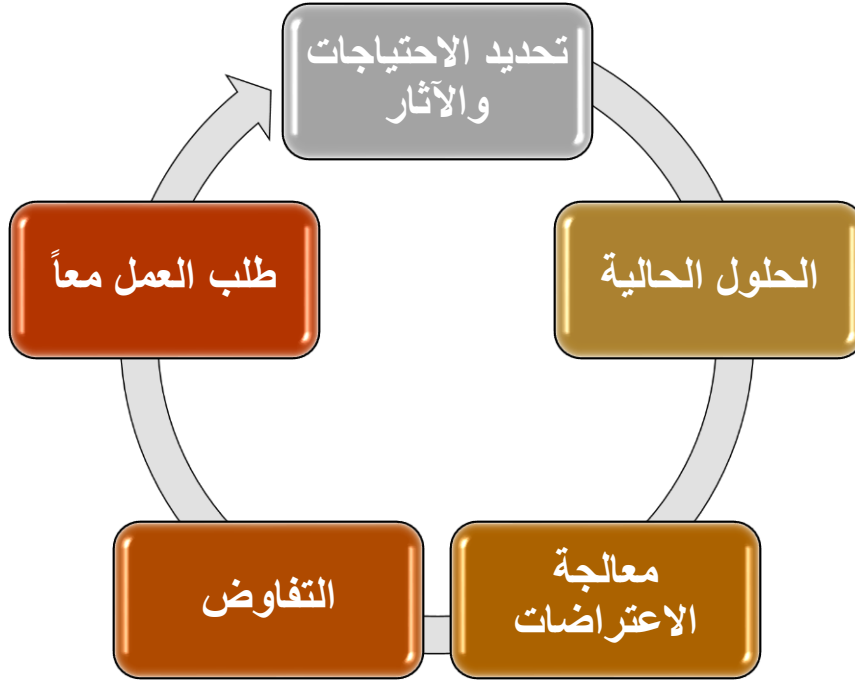 تحديد الاحتياجات
والآثار
الحلول الحالية
معالجة
الاعتراضات
التفاوض
طلب العمل معاً